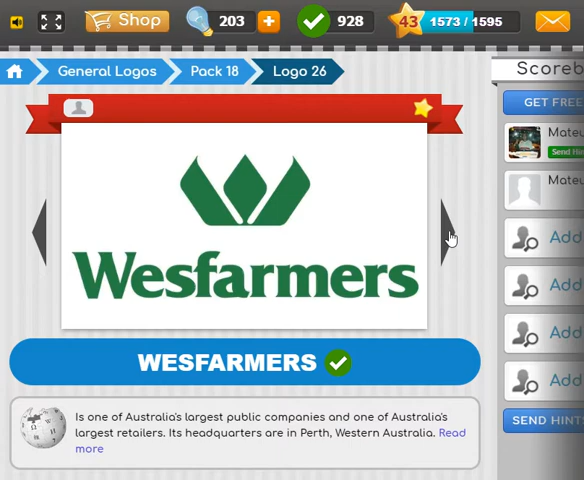 Shop
203
928
43
1573 / 1595
General Logos
Pack 18
Logo 26
Scoreb
GET FREE
Mateu
Send Hin
Mateu
Add
Add
Add
Add
SEND HINTS
Wesfarmers
WESFARMERS
Is one of Australia's largest public companies and one of Australia's
largest retailers. Its headquarters are in Perth, Western Australia. Read
more